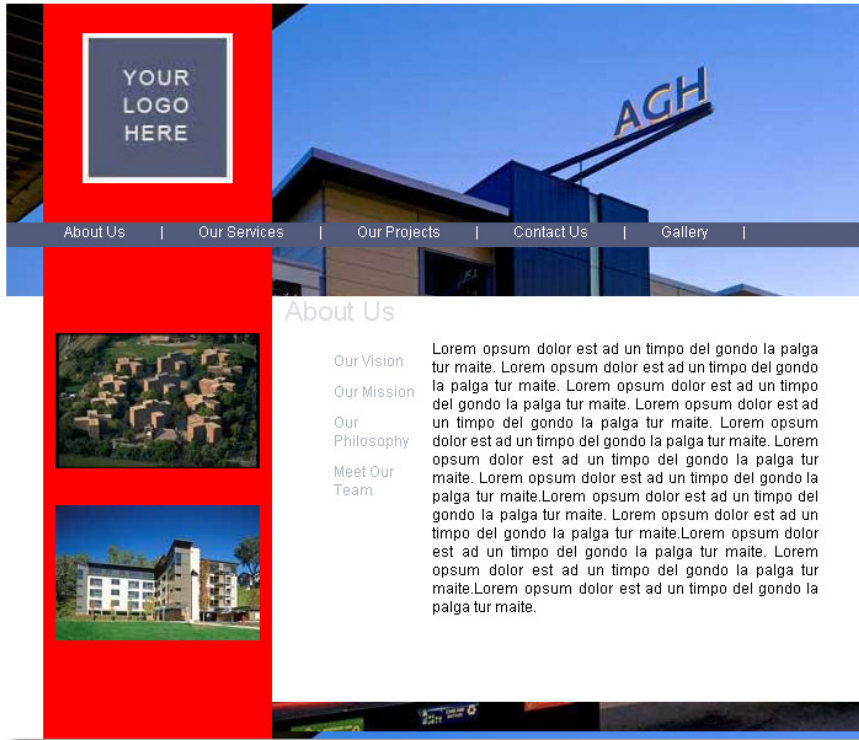 YOUR
LOGO
HERE
AGH
About Us | Our Services | Our Projects | Contact Us | Gallery |
About Us
Our Vision
Our Mission
Our
Philosophy
Meet Our
Team
Lorem opsum dolor est ad un timpo del gondo la palga
tur maite. Lorem opsum dolor est ad un timpo del gondo
la palga tur maite. Lorem opsum dolor est ad un timpo
del gondo la palga tur maite. Lorem opsum dolor est ad
un timpo del gondo la palga tur maite. Lorem opsum
dolor est ad un timpo del gondo la palga tur maite. Lorem
opsum dolor est ad un timpo del gondo la palga tur
maite. Lorem opsum dolor est ad un timpo del gondo la
palga tur maite.Lorem opsum dolor est ad un timpo del
gondo la palga tur maite. Lorem opsum dolor est ad un
timpo del gondo la palga tur maite.Lorem opsum dolor
est ad un timpo del gondo la palga tur maite. Lorem
opsum dolor est ad un timpo del gondo la palga tur
maite.Lorem opsum dolor est ad un timpo del gondo la
palga tur maite.